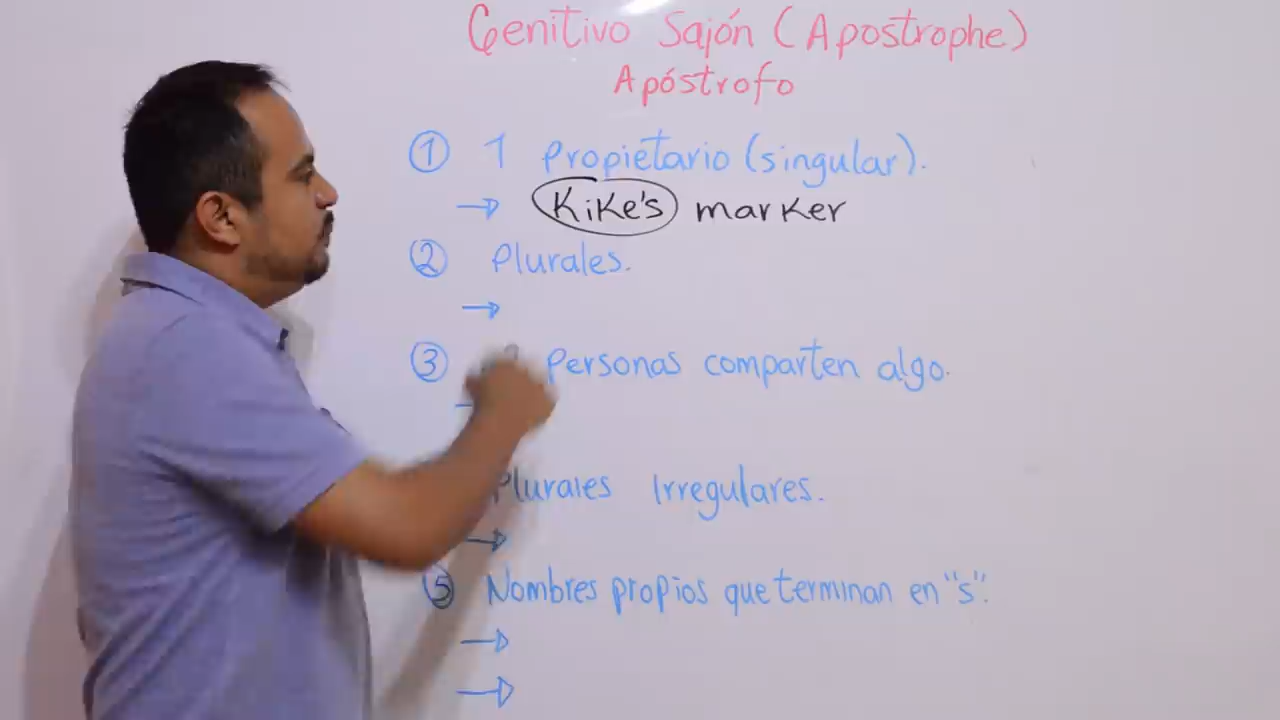 Genitivo Sajón (Apostrophe)
Apóstrofo
① 1 Propietario (singular).
→ Kike's marker
② Plurales.
→
③ Personas comparten algo.
→
Plurales Irregulares.
→
⑤ Nombres propios que terminan en "s".
→
→